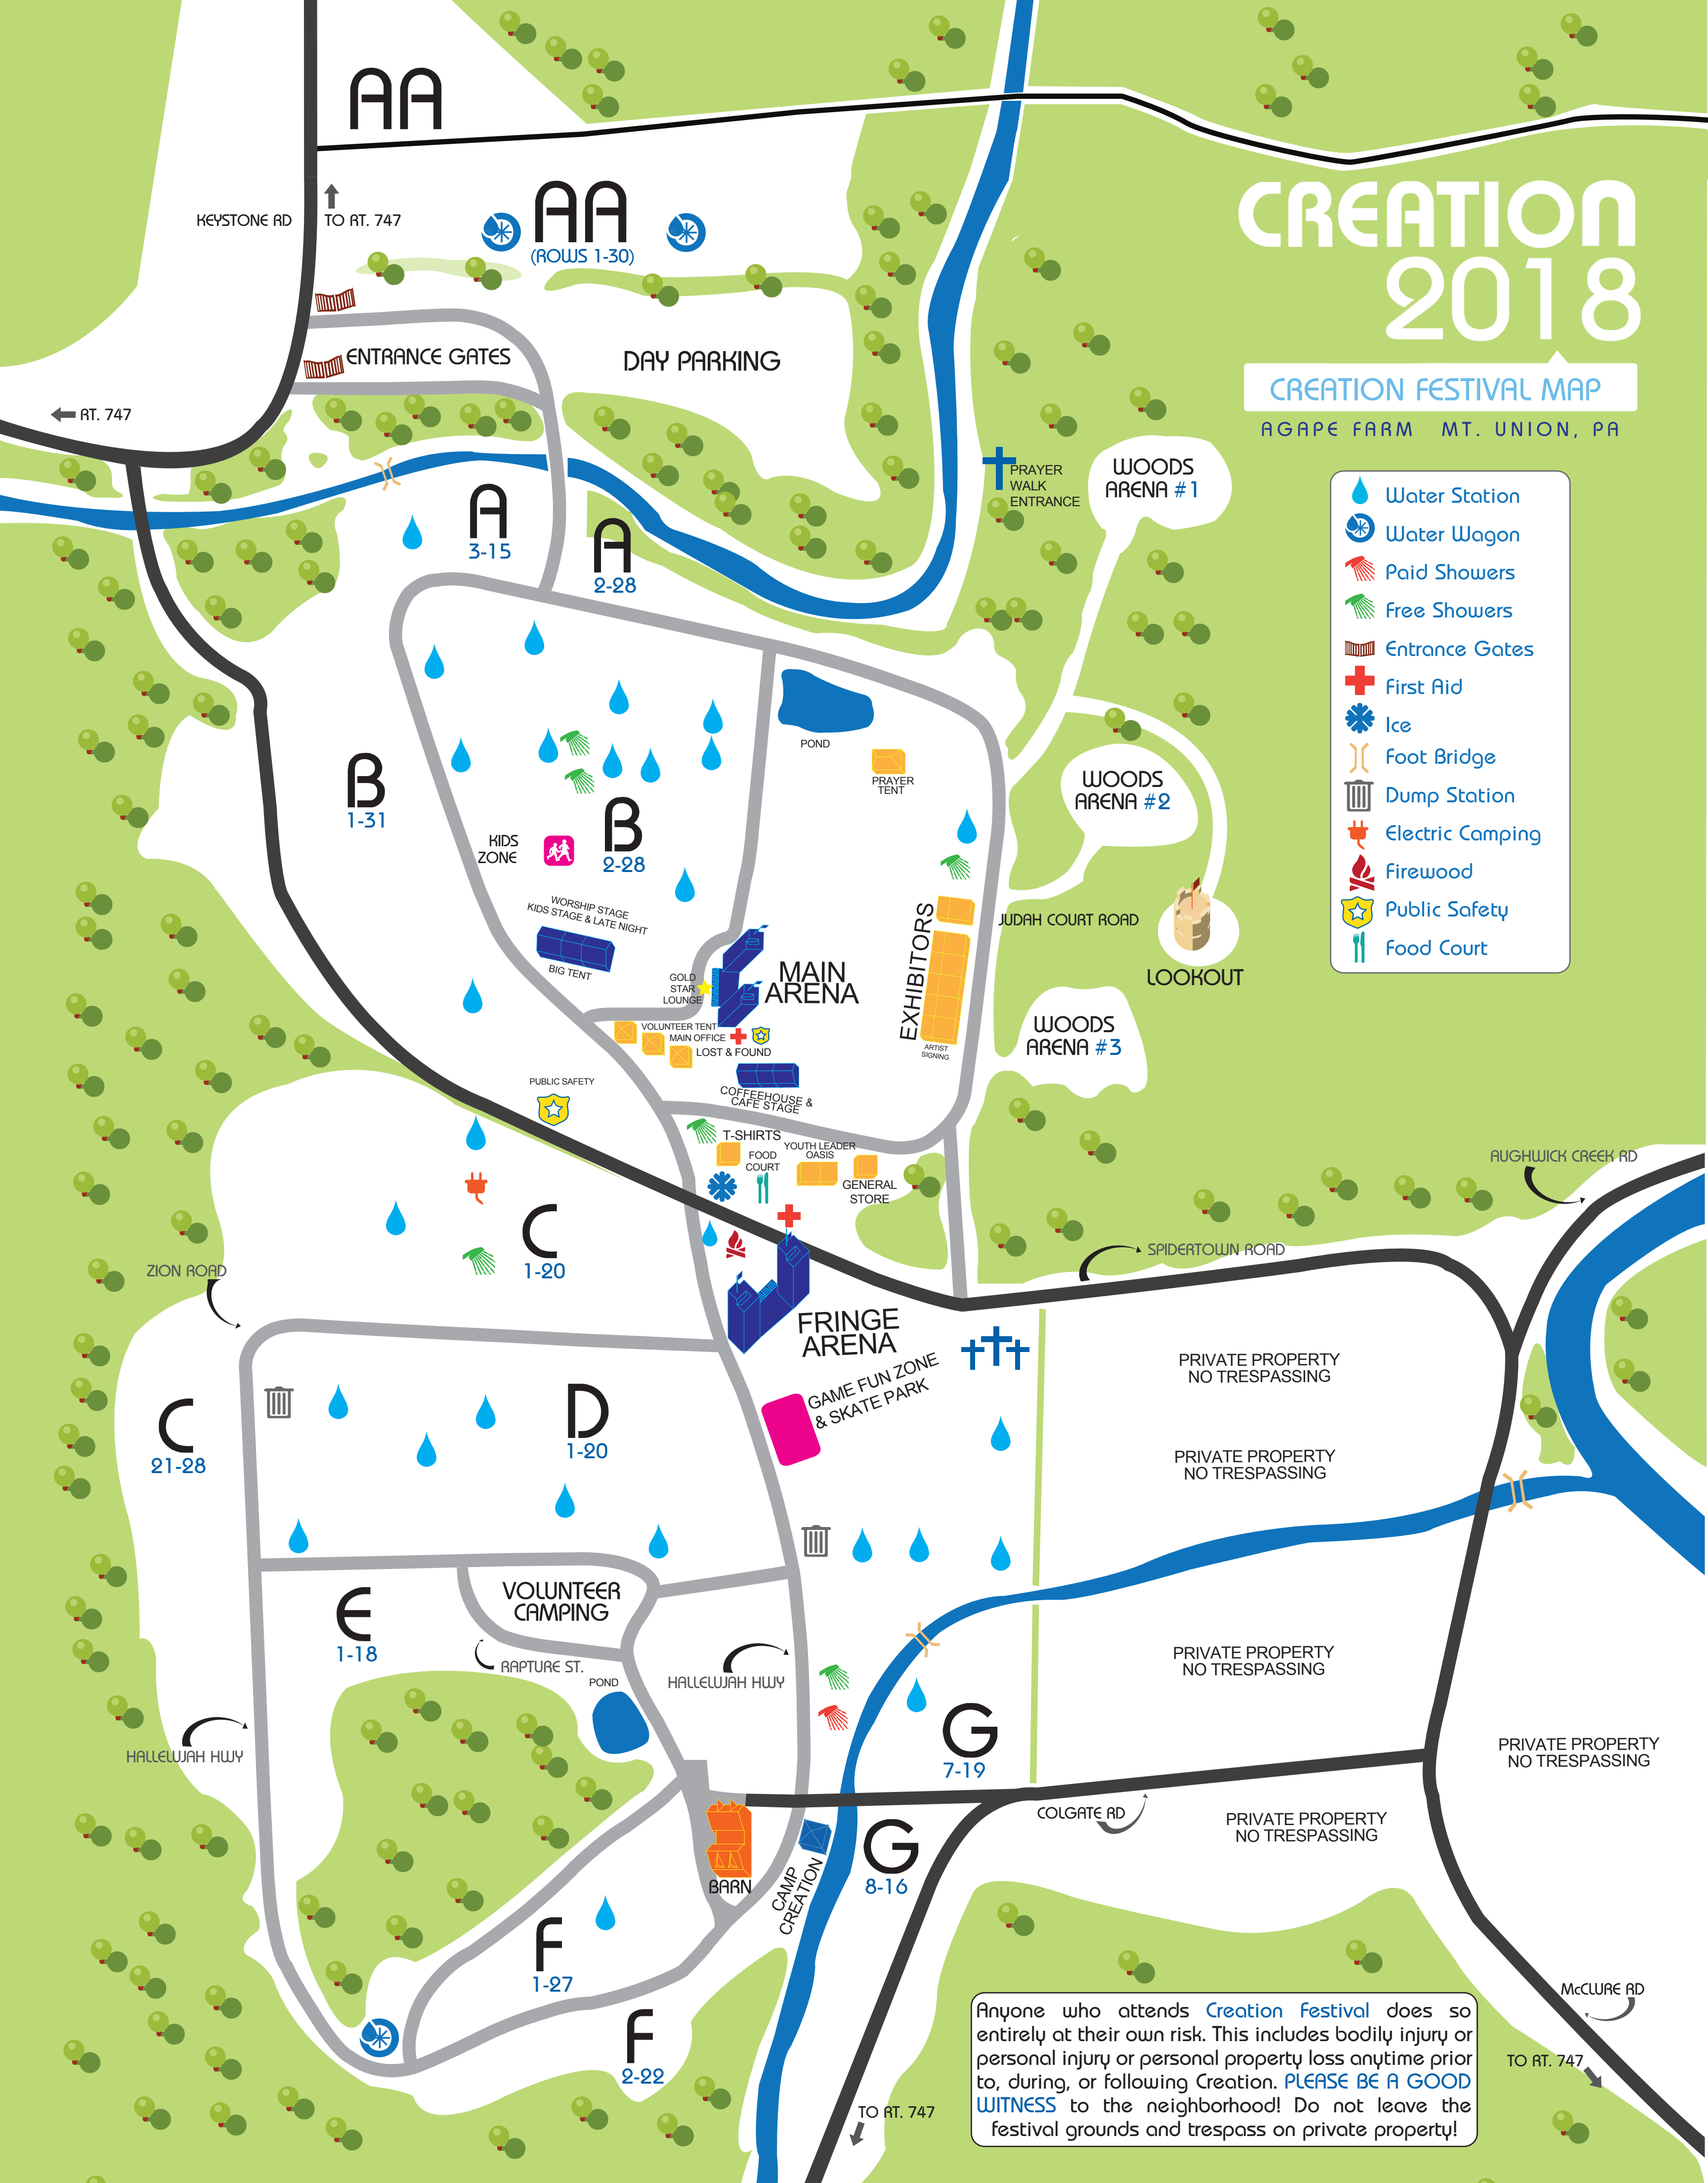 AA
KEYSTONE RD
TO RT. 747
AA
(ROWS 1-30)
CREATION
2018
CREATION FESTIVAL MAP
AGAPE FARM MT. UNION, PA
ENTRANCE GATES
DAY PARKING
RT. 747
PRAYER
WALK
ENTRANCE
WOODS
ARENA #1
Water Station
Water Wagon
Paid Showers
Free Showers
Entrance Gates
First Aid
Ice
Foot Bridge
Dump Station
Electric Camping
Firewood
Public Safety
Food Court
A
3-15
A
2-28
POND
PRAYER
TENT
WOODS
ARENA #2
B
1-31
B
2-28
KIDS
ZONE
WORSHIP STAGE
KIDS STAGE & LATE NIGHT
BIG TENT
GOLD
STAR
LOUNGE
MAIN
ARENA
EXHIBITORS
ARTIST
SIGNING
JUDAH COURT ROAD
LOOKOUT
WOODS
ARENA #3
VOLUNTEER TENT
MAIN OFFICE
LOST & FOUND
COFFEEHOUSE &
CAFE STAGE
PUBLIC SAFETY
T-SHIRTS
FOOD
COURT
YOUTH LEADER
OASIS
GENERAL
STORE
AUGHWICK CREEK RD
SPIDERTOWN ROAD
C
1-20
ZION ROAD
FRINGE
ARENA
GAME FUN ZONE
& SKATE PARK
PRIVATE PROPERTY
NO TRESPASSING
C
21-28
D
1-20
PRIVATE PROPERTY
NO TRESPASSING
E
1-18
VOLUNTEER
CAMPING
RAPTURE ST.
POND
HALLELUJAH HWY
PRIVATE PROPERTY
NO TRESPASSING
G
7-19
HALLELUJAH HWY
PRIVATE PROPERTY
NO TRESPASSING
COLGATE RD
PRIVATE PROPERTY
NO TRESPASSING
G
8-16
BARN
CAMP
CREATION
F
1-27
F
2-22
McCLURE RD
TO RT. 747
TO RT. 747
Anyone who attends Creation Festival does so
entirely at their own risk. This includes bodily injury or
personal injury or personal property loss anytime prior
to, during, or following Creation. PLEASE BE A GOOD
WITNESS to the neighborhood! Do not leave the
festival grounds and trespass on private property!